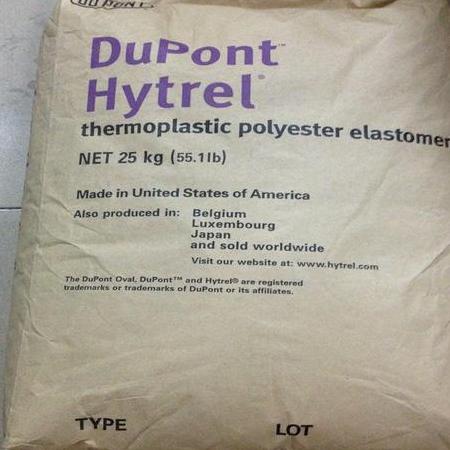 DUPONT
DuPont™
Hytrel®
thermoplastic polyester elastomer
NET 25 kg (55.1lb)
Made in United States of America
Also produced in: Belgium
Luxembourg
Japan
and sold worldwide
Visit our website at: www.hytrel.com
The DuPont Oval, DuPont™ and Hytrel® are registered
trademarks or trademarks of DuPont or its affiliates.
TYPE LOT